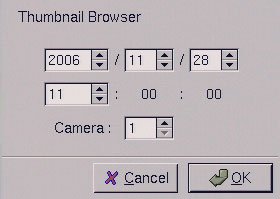 Thumbnail Browser
2006 / 11 / 28
11 : 00 : 00
Camera : 1
Cancel OK